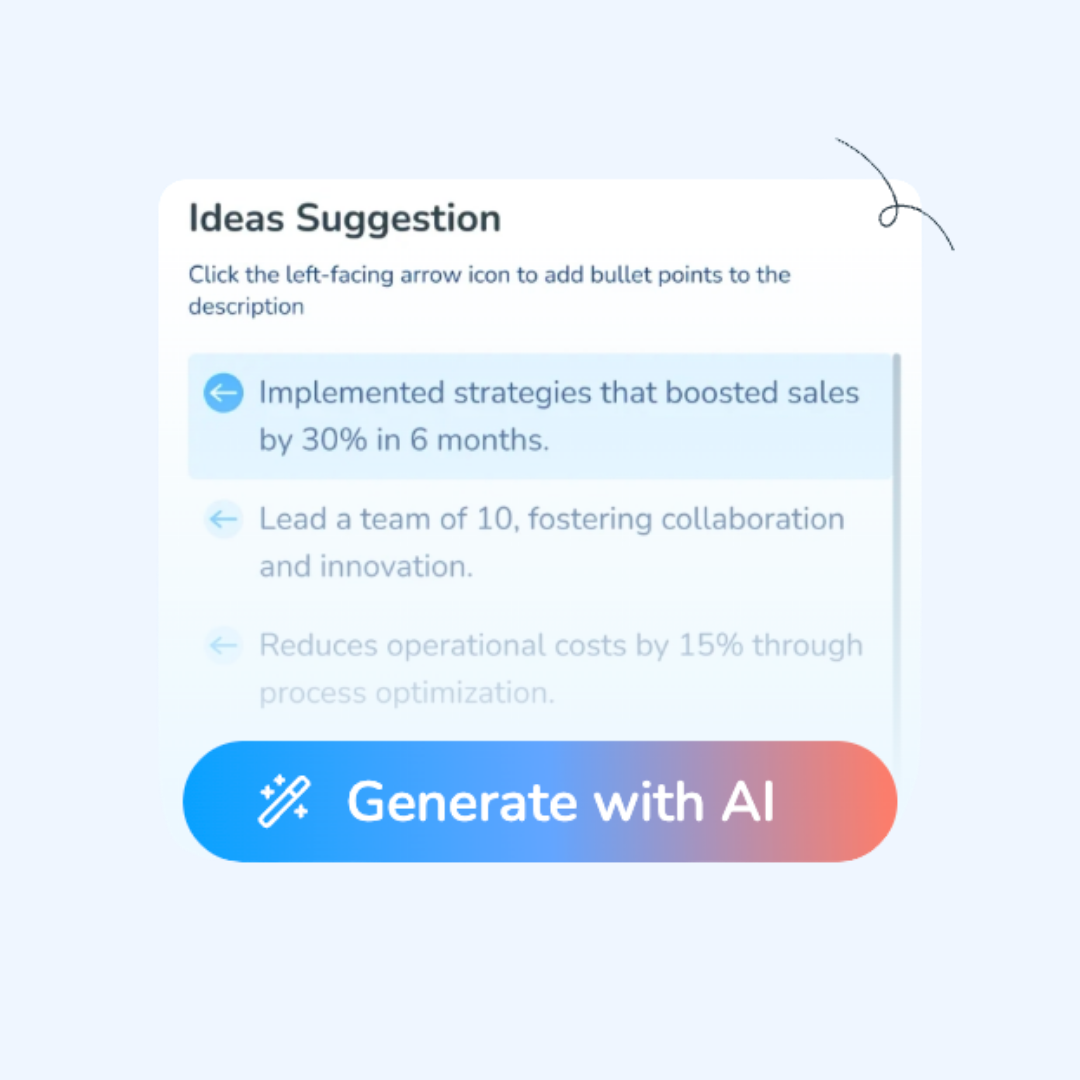 Ideas Suggestion
Click the left-facing arrow icon to add bullet points to the
description
Implemented strategies that boosted sales
by 30% in 6 months.
Lead a team of 10, fostering collaboration
and innovation.
Reduces operational costs by 15% through
process optimization.
Generate with AI